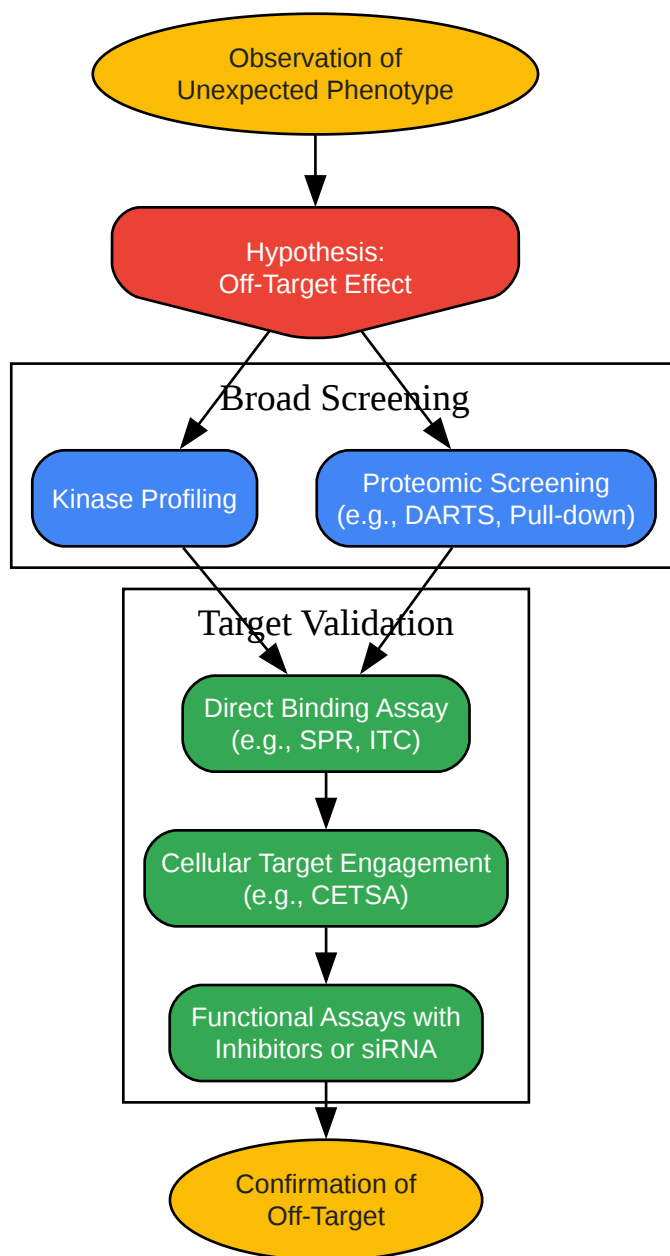 Observation of
Unexpected Phenotype
Hypothesis:
Off-Target Effect
Broad Screening
Kinase Profiling
Proteomic Screening
(e.g., DARTS, Pull-down)
Target Validation
Direct Binding Assay
(e.g., SPR, ITC)
Cellular Target Engagement
(e.g., CETSA)
Functional Assays with
Inhibitors or siRNA
Confirmation of
Off-Target